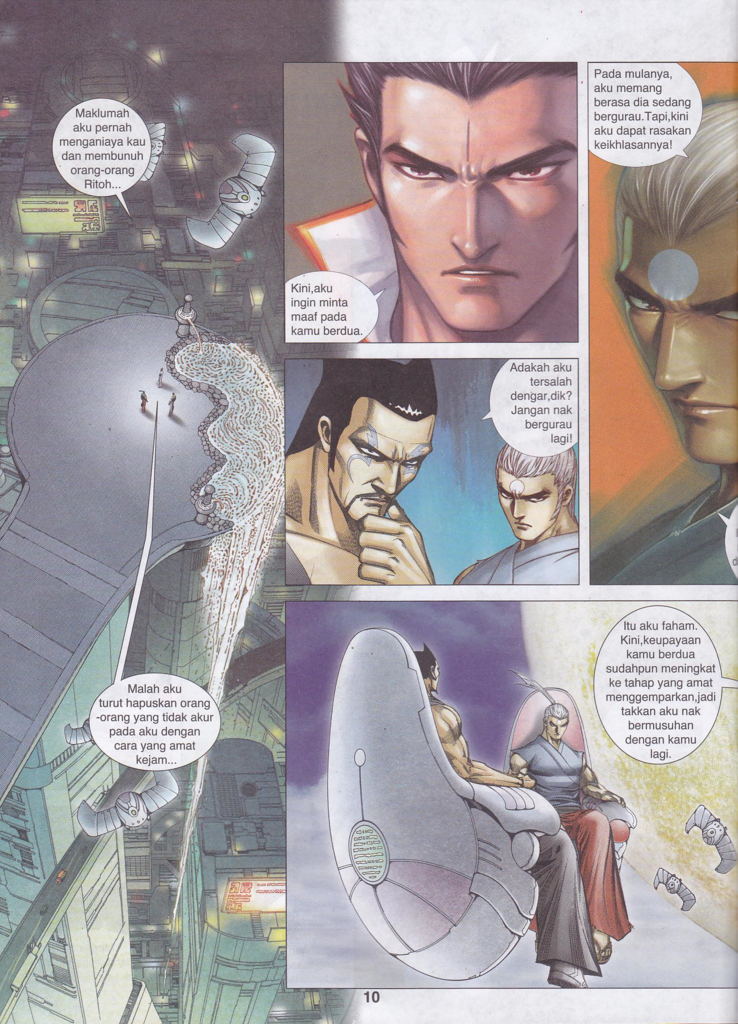 Maklumah
aku pernah
menganiaya kau
dan membunuh
orang-orang
Ritoh...
Malah aku
turut hapuskan orang
-orang yang tidak akur
pada aku dengan
cara yang amat
kejam...
Kini,aku
ingin minta
maaf pada
kamu berdua.
Pada mulanya,
aku memang
berasa dia sedang
bergurau.Tapi,kini
aku dapat rasakan
keikhlasannya!
Adakah aku
tersalah
dengar,dik?
Jangan nak
bergurau
lagi!
Itu aku faham.
Kini,keupayaan
kamu berdua
sudahpun meningkat
ke tahap yang amat
menggemparkan,jadi
takkan aku nak
bermusuhan
dengan kamu
lagi.
10